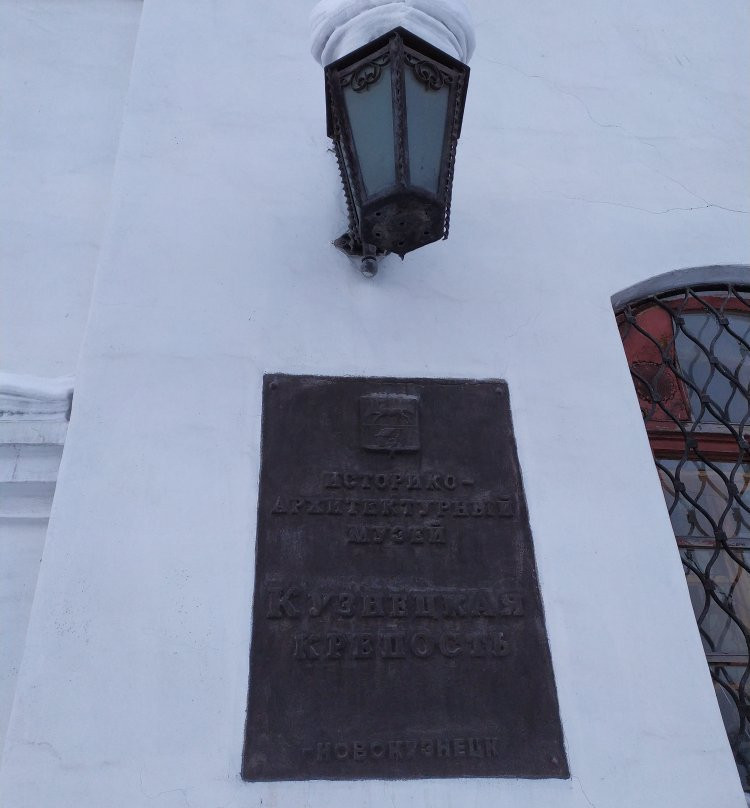 ИСТОРИКО-
АРХИТЕКТУРНЫЙ
МУЗЕЙ
КУЗНЕЦКАЯ
КРЕПОСТЬ
НОВОКУЗНЕЦК